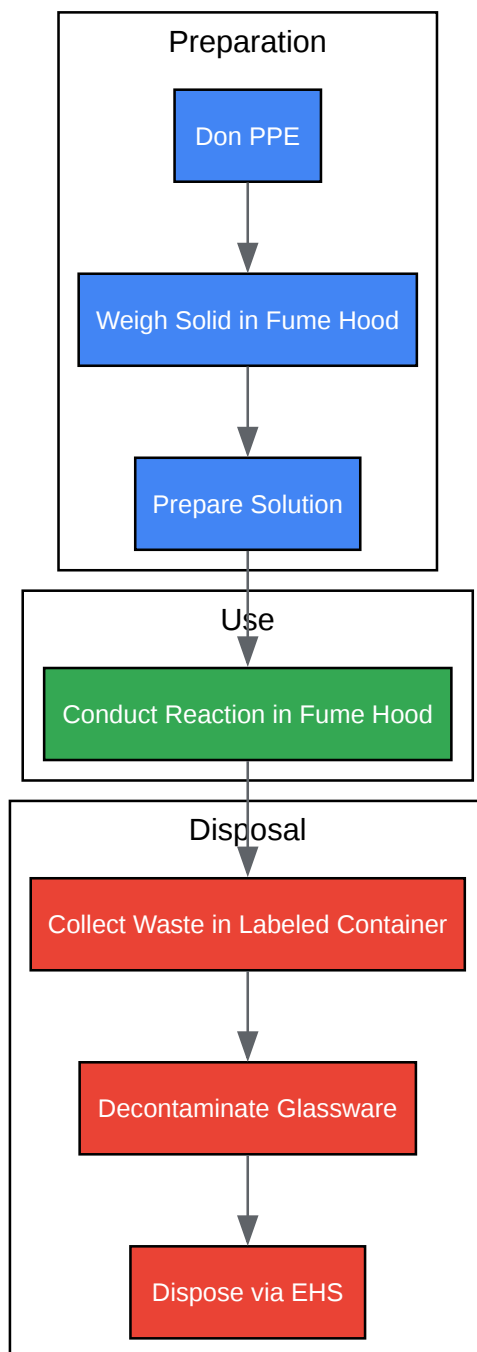 Preparation
Don PPE
Weigh Solid in Fume Hood
Prepare Solution
Use
Conduct Reaction in Fume Hood
Disposal
Collect Waste in Labeled Container
Decontaminate Glassware
Dispose via EHS